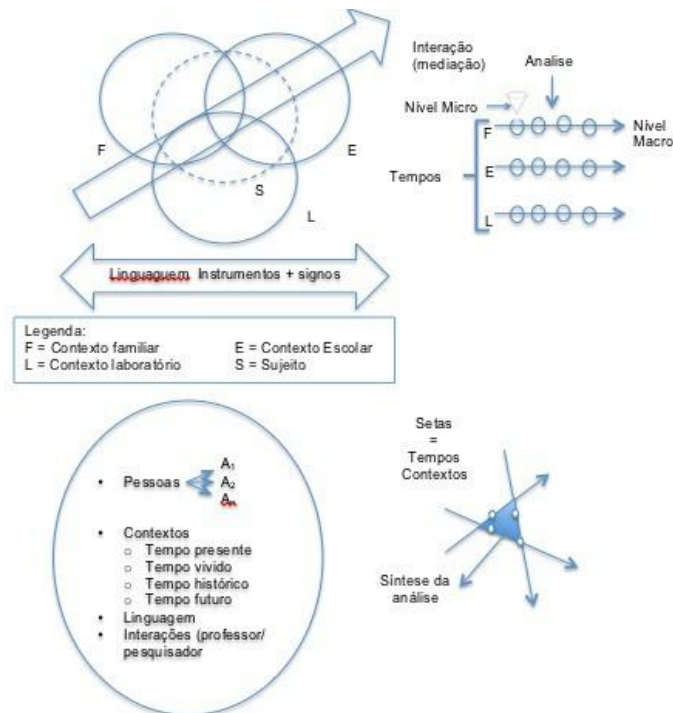 Interação
(mediação)
Analise
Nível Micro
F
Nível
Macro
Tempos
E
L
F
E
S
L
Linguaguem Instrumentos + signos
Legenda:
F = Contexto familiar E = Contexto Escolar
L = Contexto laboratório S = Sujeito
• Pessoas
A1
A2
An
• Contextos
o Tempo presente
o Tempo vivido
o Tempo histórico
o Tempo futuro
• Linguagem
• Interações (professor/
pesquisador
Setas
=
Tempos
Contextos
Síntese da
análise